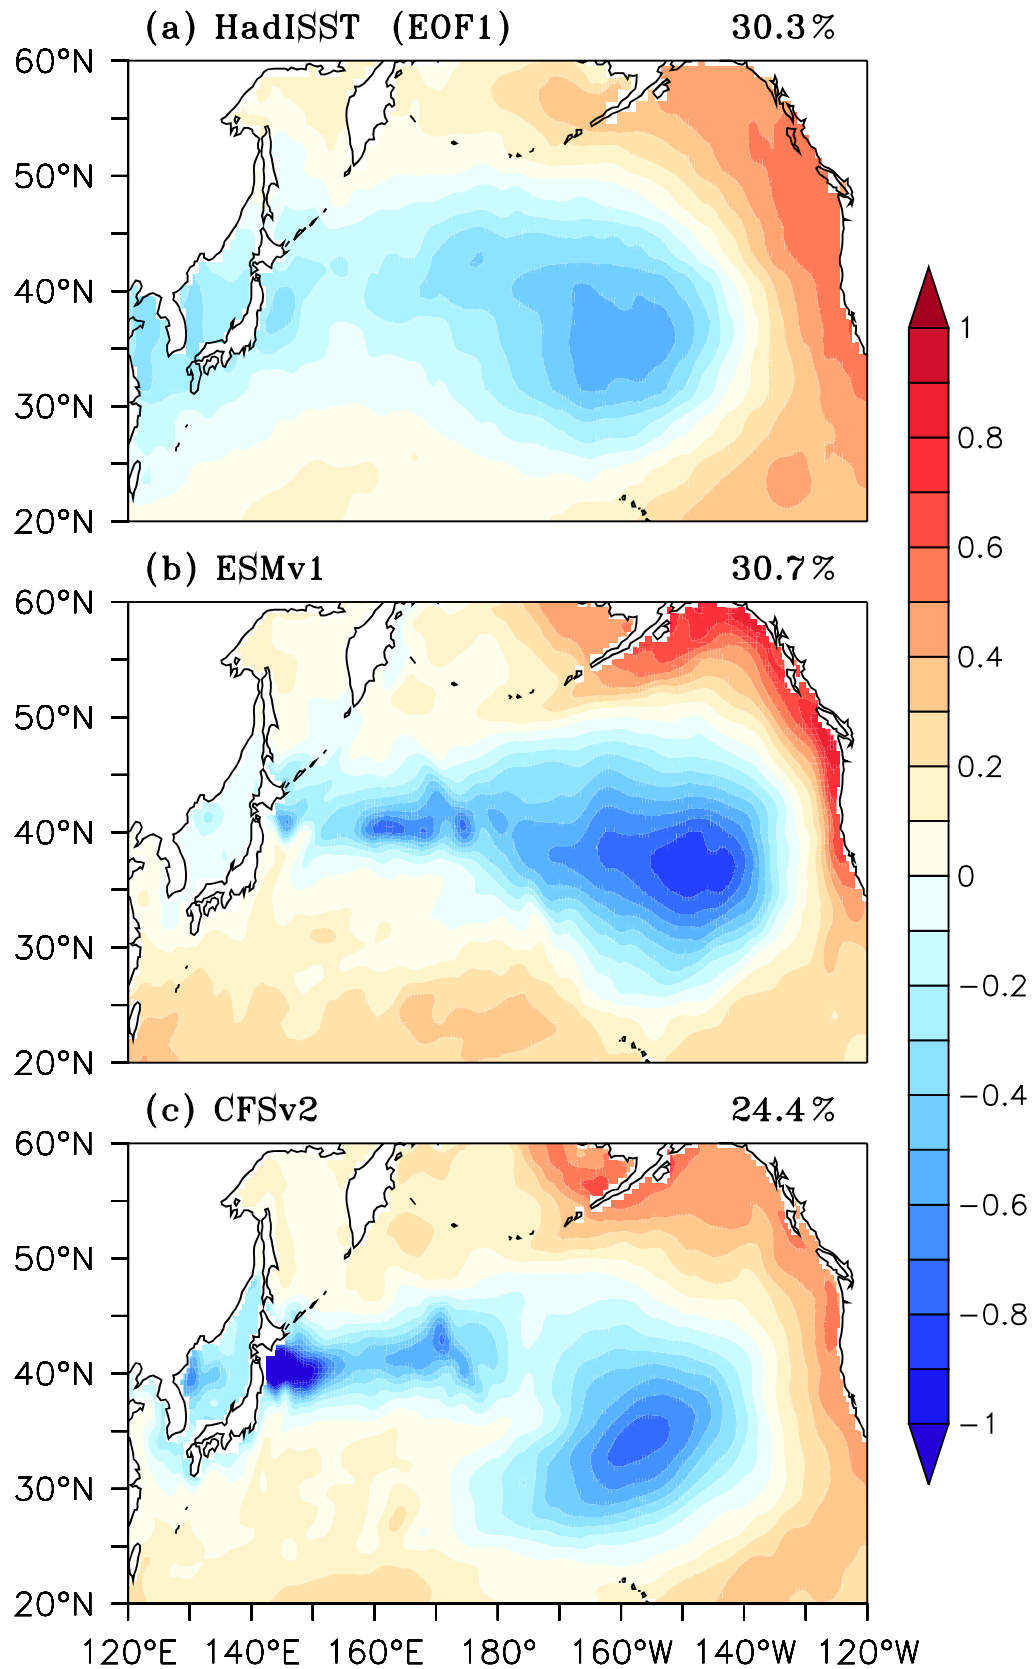 (a) HadISST (EOF1) 30.3%
60°N
50°N
40°N
30°N
20°N
(b) ESMv1 30.7%
60°N
50°N
40°N
30°N
20°N
(c) CFSv2 24.4%
60°N
50°N
40°N
30°N
20°N
120°E 140°E 160°E 180° 160°W 140°W 120°W
1
0.8
0.6
0.4
0.2
0
−0.2
−0.4
−0.6
−0.8
−1